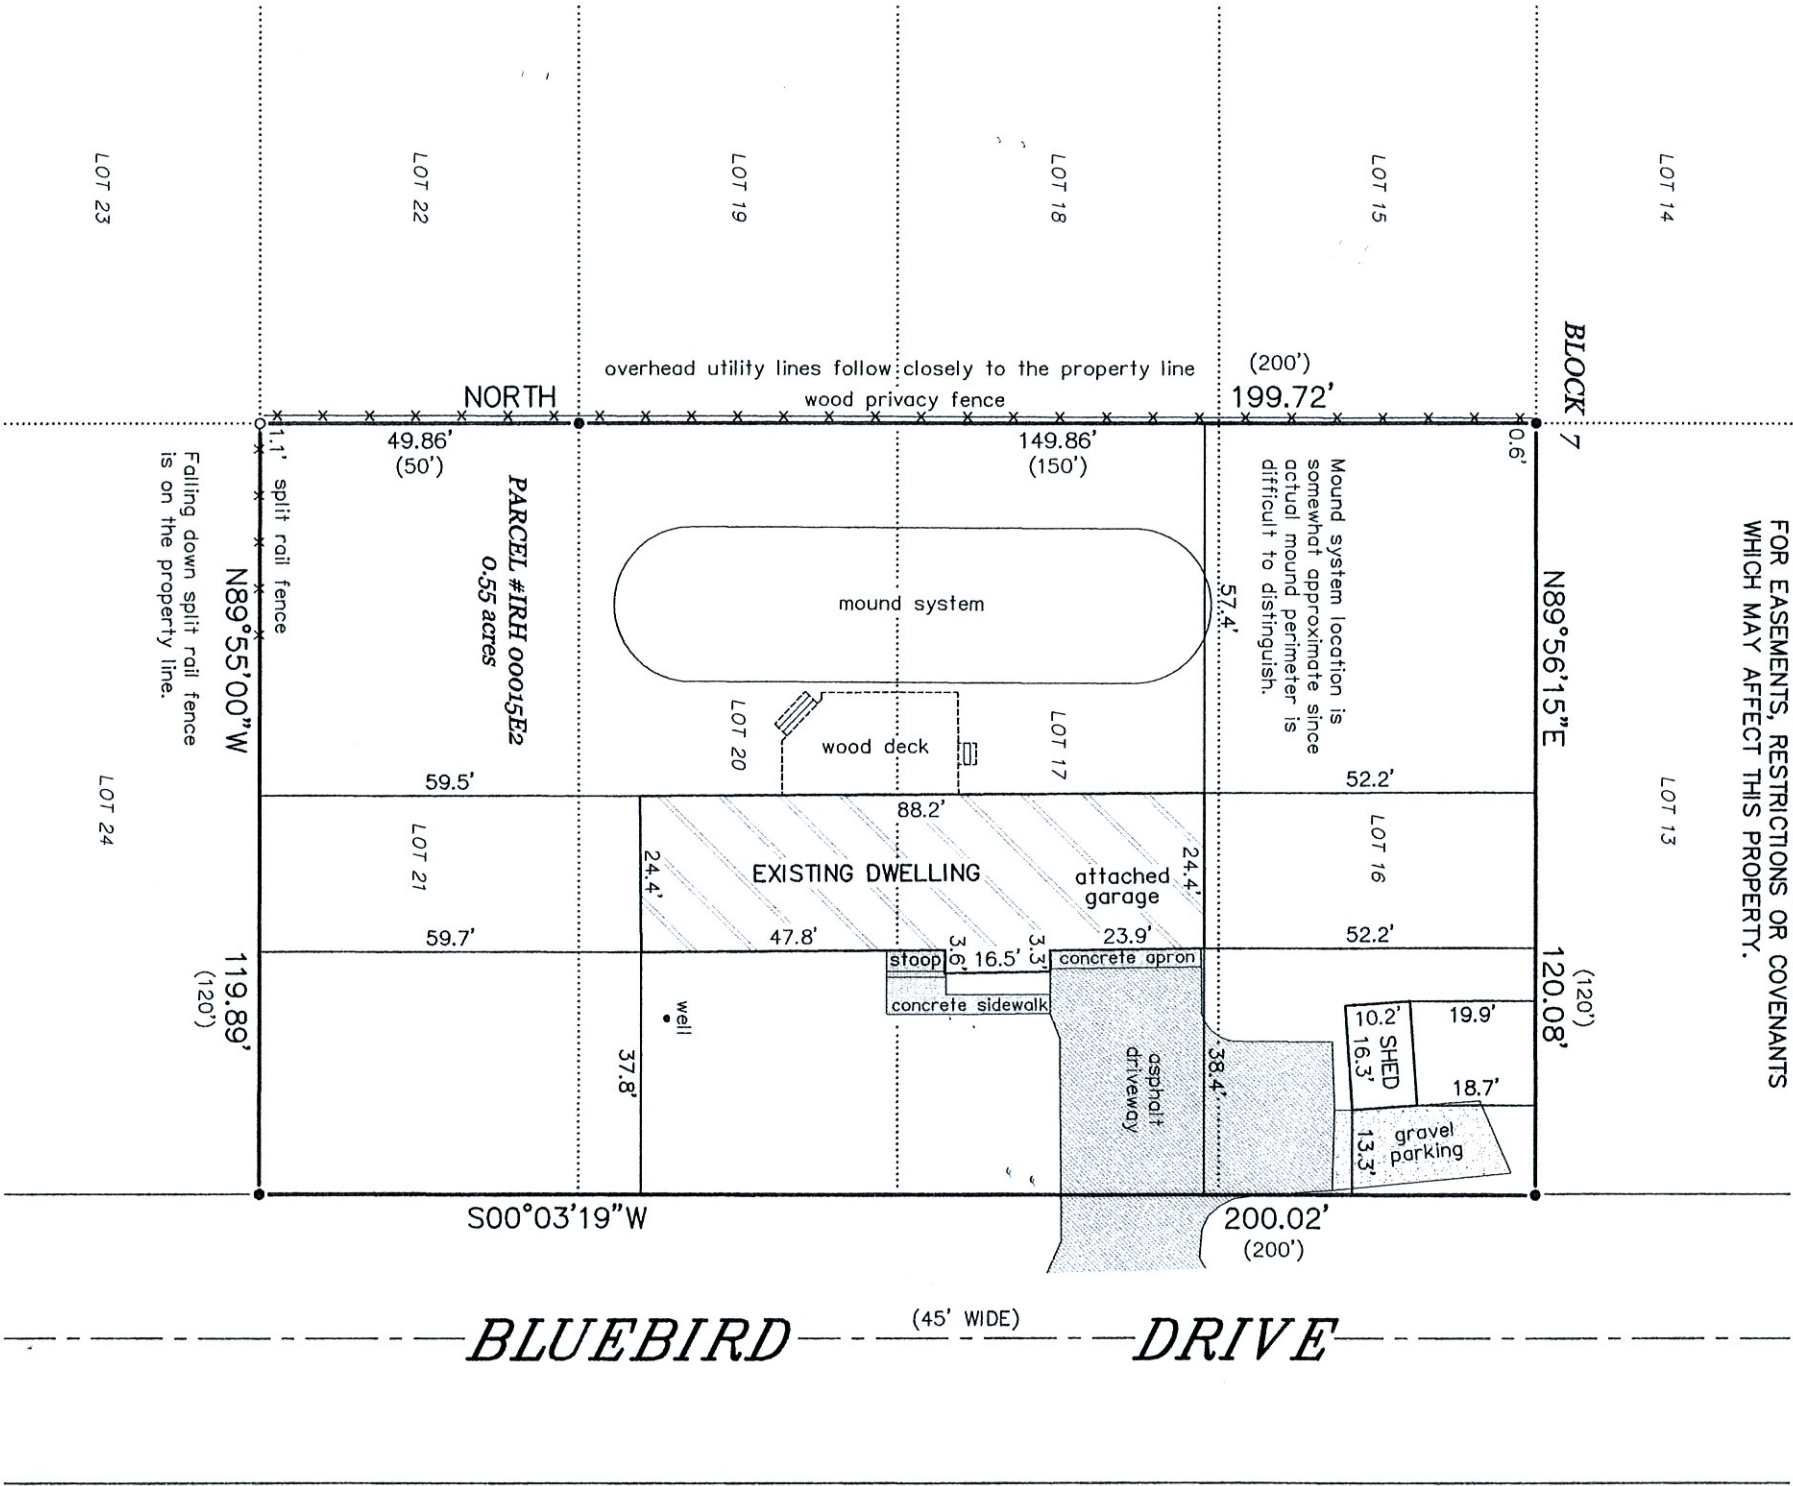 LOT 23
LOT 22
LOT 19
LOT 18
LOT 15
LOT 14
BLOCK 7
FOR EASEMENTS, RESTRICTIONS OR COVENANTS
WHICH MAY AFFECT THIS PROPERTY.
overhead utility lines follow closely to the property line
(200')
NORTH
wood privacy fence
199.72'
1.1'
49.86'
(50')
149.86'
(150')
0.6'
split rail fence
Falling down split rail fence
is on the property line.
N89°55'00"W
PARCEL #IRH 00015E2
0.55 acres
mound system
57.4'
Mound system location is
somewhat approximate since
actual mound perimeter is
difficult to distinguish.
N89°56'15"E
LOT 20
wood deck
LOT 17
59.5'
52.2'
LOT 24
LOT 21
88.2'
24.4'
EXISTING DWELLING
attached
garage
24.4'
LOT 16
LOT 13
59.7'
47.8'
3.6'
16.5'
3.3'
23.9'
52.2'
stoop
concrete apron
concrete sidewalk
119.89'
(120')
well
37.8'
asphalt
driveway
38.4'
10.2'
SHED
16.3'
19.9'
18.7'
120.08'
(120')
13.3'
gravel
parking
S00°03'19"W
200.02'
(200')
(45' WIDE)
BLUEBIRD DRIVE